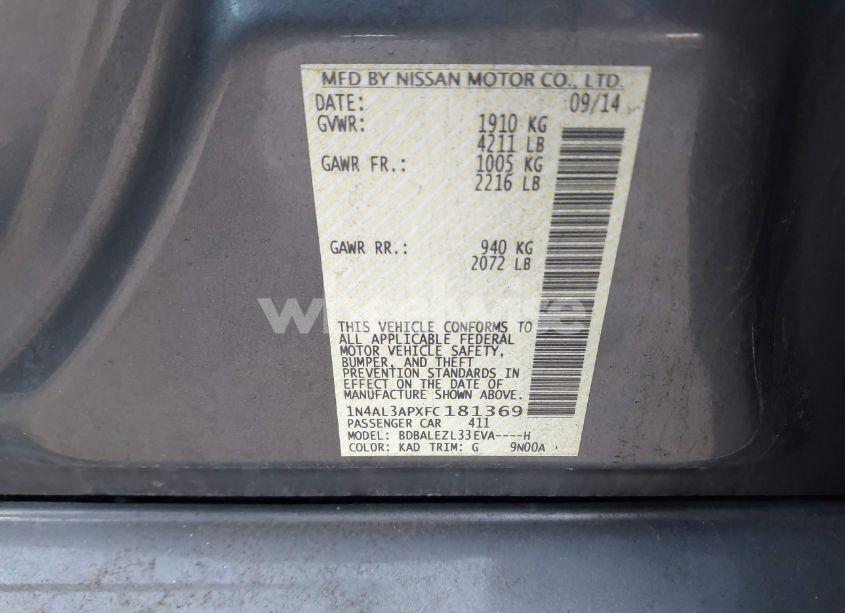 MFD BY NISSAN MOTOR CO., LTD.
DATE: 09/14
GVWR: 1910 KG
4211 LB
GAWR FR.: 1005 KG
2216 LB
GAWR RR.: 940 KG
2072 LB
THIS VEHICLE CONFORMS TO
ALL APPLICABLE FEDERAL
MOTOR VEHICLE SAFETY,
BUMPER, AND THEFT
PREVENTION STANDARDS IN
EFFECT ON THE DATE OF
MANUFACTURE SHOWN ABOVE.
1N4AL3APXFC181369
PASSENGER CAR 411
MODEL: BDBALEZL33EVA----H
COLOR: KAD TRIM: G 9N00A